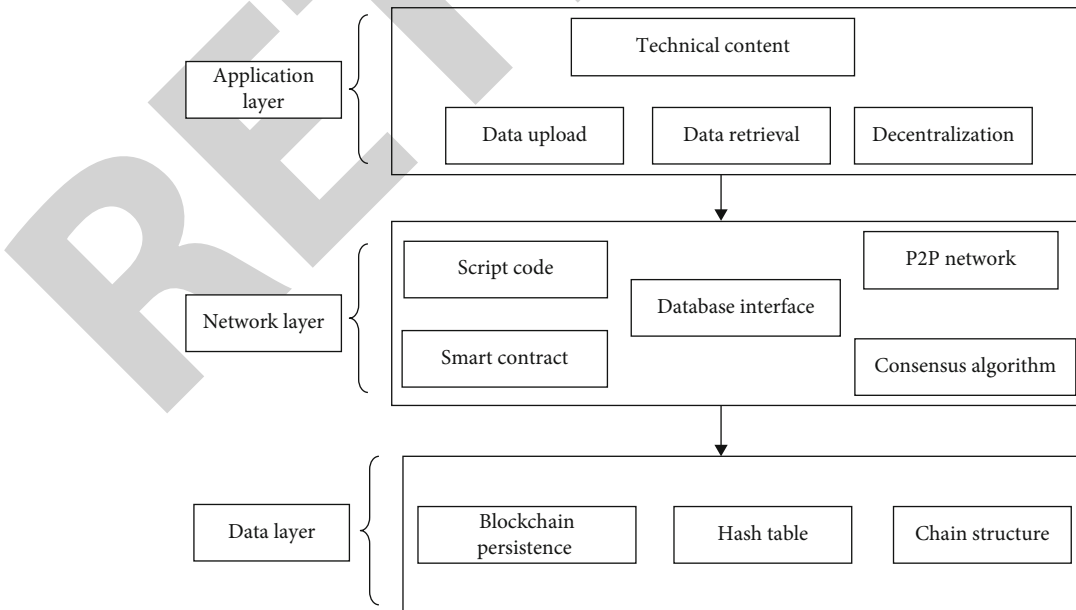 Technical content
Application
layer
Data upload
Data retrieval
Decentralization
Script code
P2P network
Database interface
Network layer
Smart contract
Consensus algorithm
Blockchain
persistence
Data layer
Hash table
Chain structure